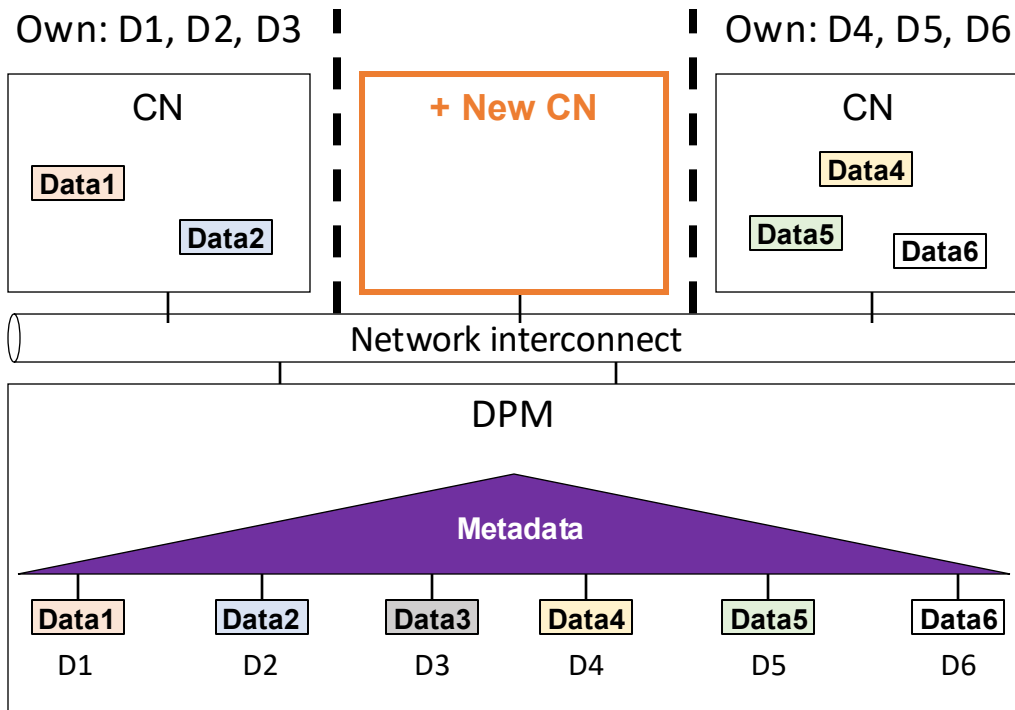 Own: D1, D2, D3
Own: D4, D5, D6
CN
+ New CN
CN
Data1
Data2
Data4
Data5
Data6
Network interconnect
DPM
Metadata
Data1
Data2
Data3
Data4
Data5
Data6
D1
D2
D3
D4
D5
D6